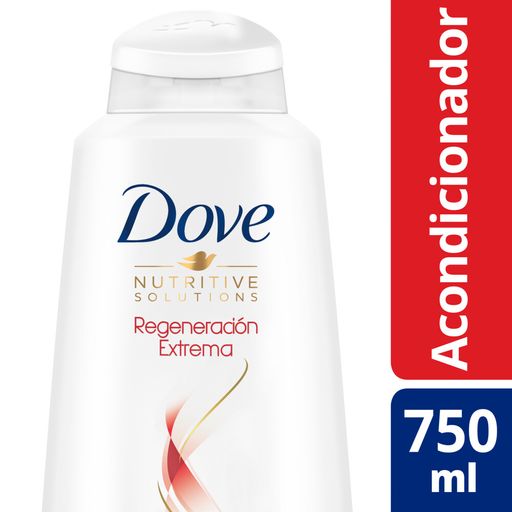 Dove
NUTRITIVE
SOLUTIONS
Regeneración
Extrema
Acondicionador
750
ml